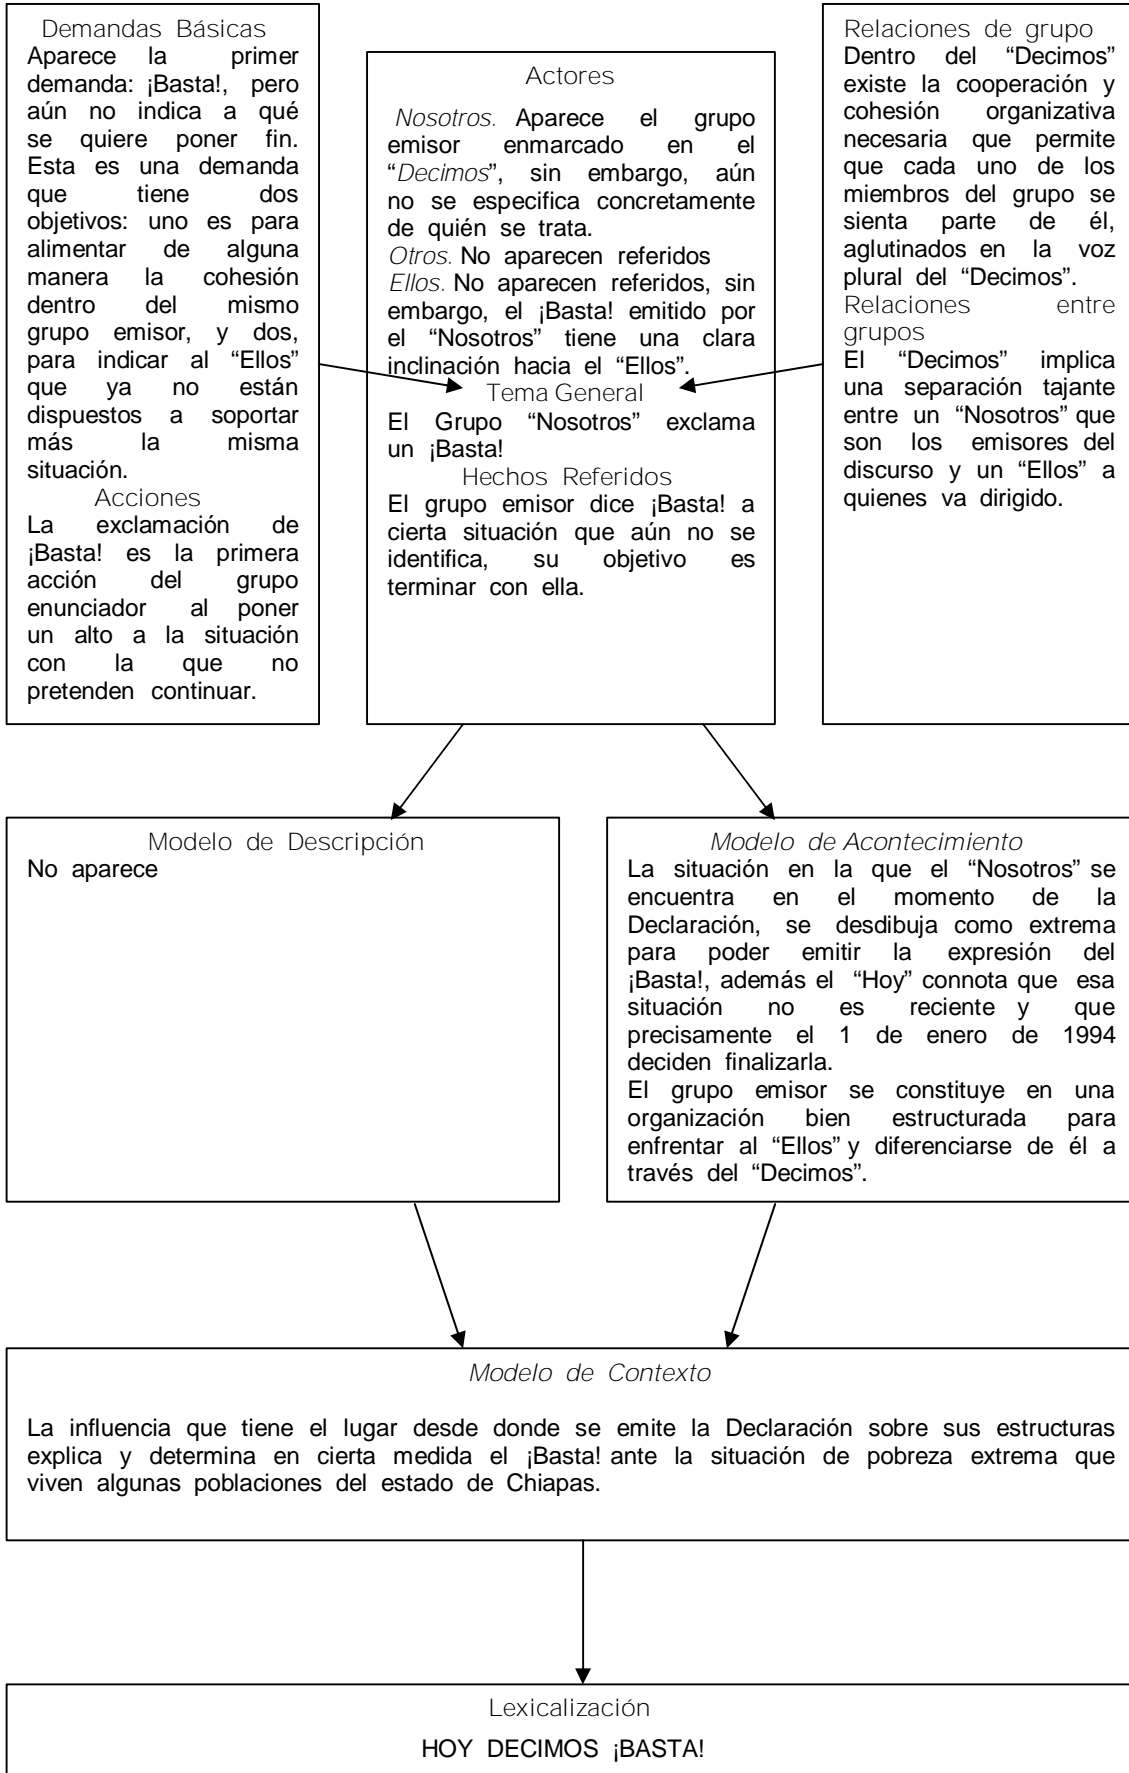 Demandas Básicas
Aparece la primer
demanda: ¡Basta!, pero
aún no indica a qué
se quiere poner fin.
Esta es una demanda
que tiene dos
objetivos: uno es para
alimentar de alguna
manera la cohesión
dentro del mismo
grupo emisor, y dos,
para indicar al “Ellos”
que ya no están
dispuestos a soportar
más la misma
situación.
Acciones
La exclamación de
¡Basta! es la primera
acción del grupo
enunciador al poner
un alto a la situación
con la que no
pretenden continuar.
Actores
Nosotros. Aparece el grupo
emisor enmarcado en el
“Decimos”, sin embargo, aún
no se especifica concretamente
de quién se trata.
Otros. No aparecen referidos
Ellos. No aparecen referidos, sin
embargo, el ¡Basta! emitido por
el “Nosotros” tiene una clara
inclinación hacia el “Ellos”.
Tema General
El Grupo “Nosotros” exclama
un ¡Basta!
Hechos Referidos
El grupo emisor dice ¡Basta! a
cierta situación que aún no se
identifica, su objetivo es
terminar con ella.
Relaciones de grupo
Dentro del “Decimos”
existe la cooperación y
cohesión organizativa
necesaria que permite
que cada uno de los
miembros del grupo se
sienta parte de él,
aglutinados en la voz
plural del “Decimos”.
Relaciones entre
grupos
El “Decimos” implica
una separación tajante
entre un “Nosotros” que
son los emisores del
discurso y un “Ellos” a
quienes va dirigido.
Modelo de Descripción
No aparece
Modelo de Acontecimiento
La situación en la que el “Nosotros” se
encuentra en el momento de la
Declaración, se desdibuja como extrema
para poder emitir la expresión del
¡Basta!, además el “Hoy” connota que esa
situación no es reciente y que
precisamente el 1 de enero de 1994
deciden finalizarla.
El grupo emisor se constituye en una
organización bien estructurada para
enfrentar al “Ellos” y diferenciarse de él a
través del “Decimos”.
Modelo de Contexto
La influencia que tiene el lugar desde donde se emite la Declaración sobre sus estructuras
explica y determina en cierta medida el ¡Basta! ante la situación de pobreza extrema que
viven algunas poblaciones del estado de Chiapas.
Lexicalización
HOY DECIMOS ¡BASTA!